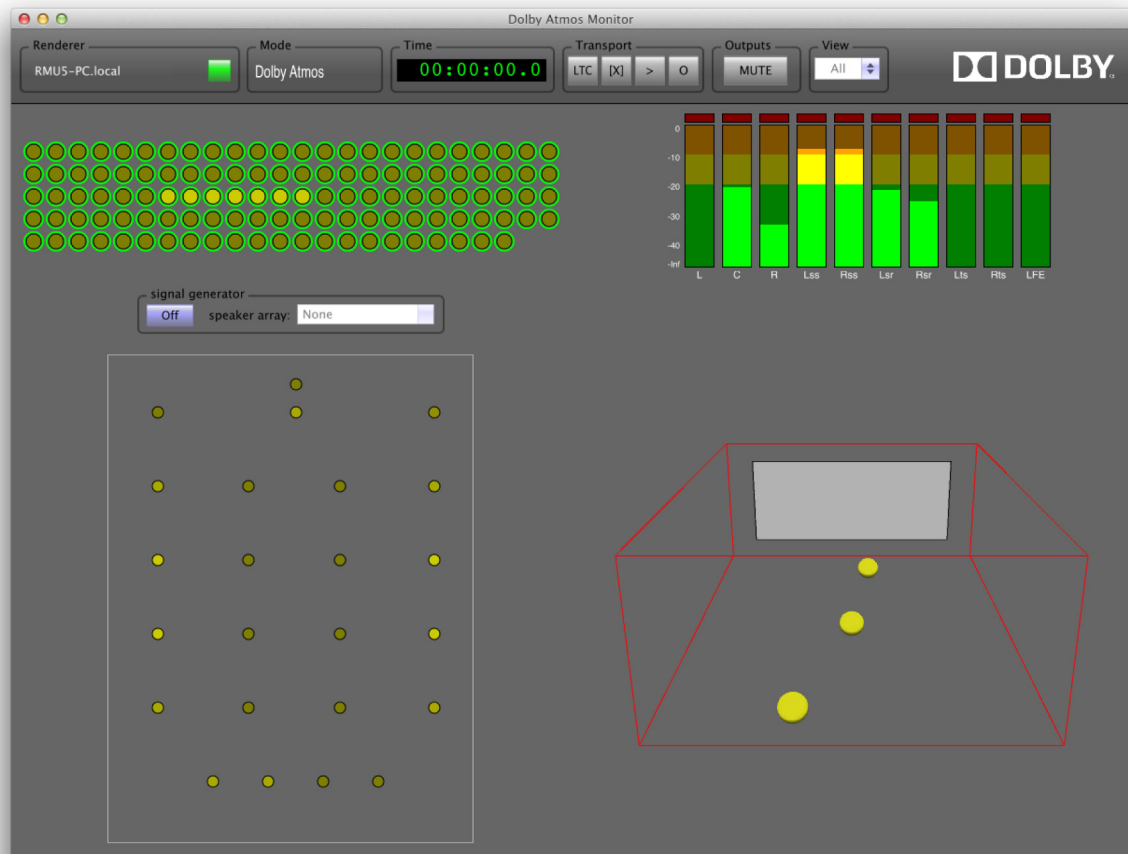 Dolby Atmos Monitor
Renderer
RMU5-PC.local
Mode
Dolby Atmos
Time
00:00:00.0
Transport
LTC [X] > O
Outputs
MUTE
View
All
DOLBY
0
-10
-20
-30
-40
-Inf
L C R Lss Rss Lsr Rsr Lts Rts LFE
signal generator
Off speaker array: None